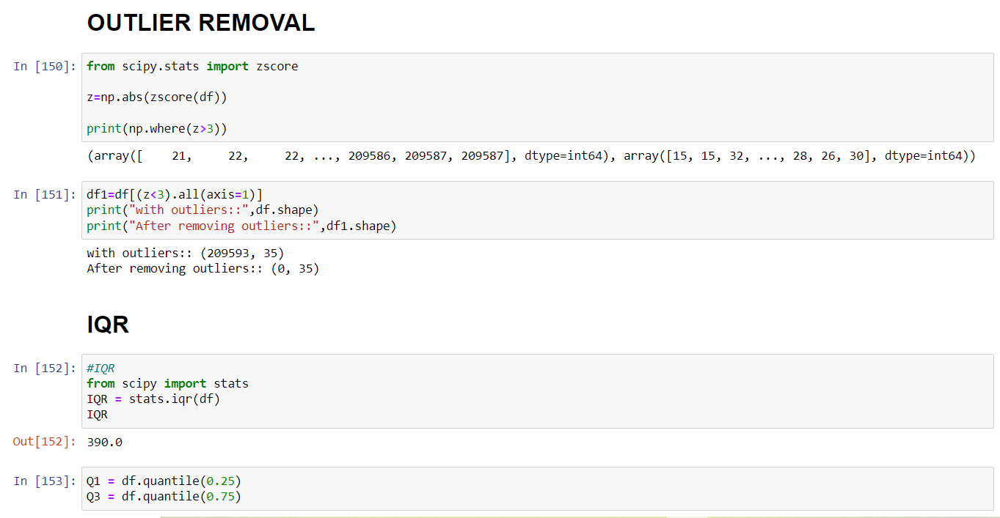 OUTLIER REMOVAL
In [150]: from scipy.stats import zscore
z=np.abs(zscore(df))
print(np.where(z>3))
(array([    21,     22,     22, ..., 209586, 209587, 209587], dtype=int64), array([15, 15, 32, ..., 28, 26, 30], dtype=int64))
In [151]: df1=df[(z<3).all(axis=1)]
print("with outliers::",df.shape)
print("After removing outliers::",df1.shape)
with outliers:: (209593, 35)
After removing outliers:: (0, 35)
IQR
In [152]: #IQR
from scipy import stats
IQR = stats.iqr(df)
IQR
Out[152]: 390.0
In [153]: Q1 = df.quantile(0.25)
Q3 = df.quantile(0.75)